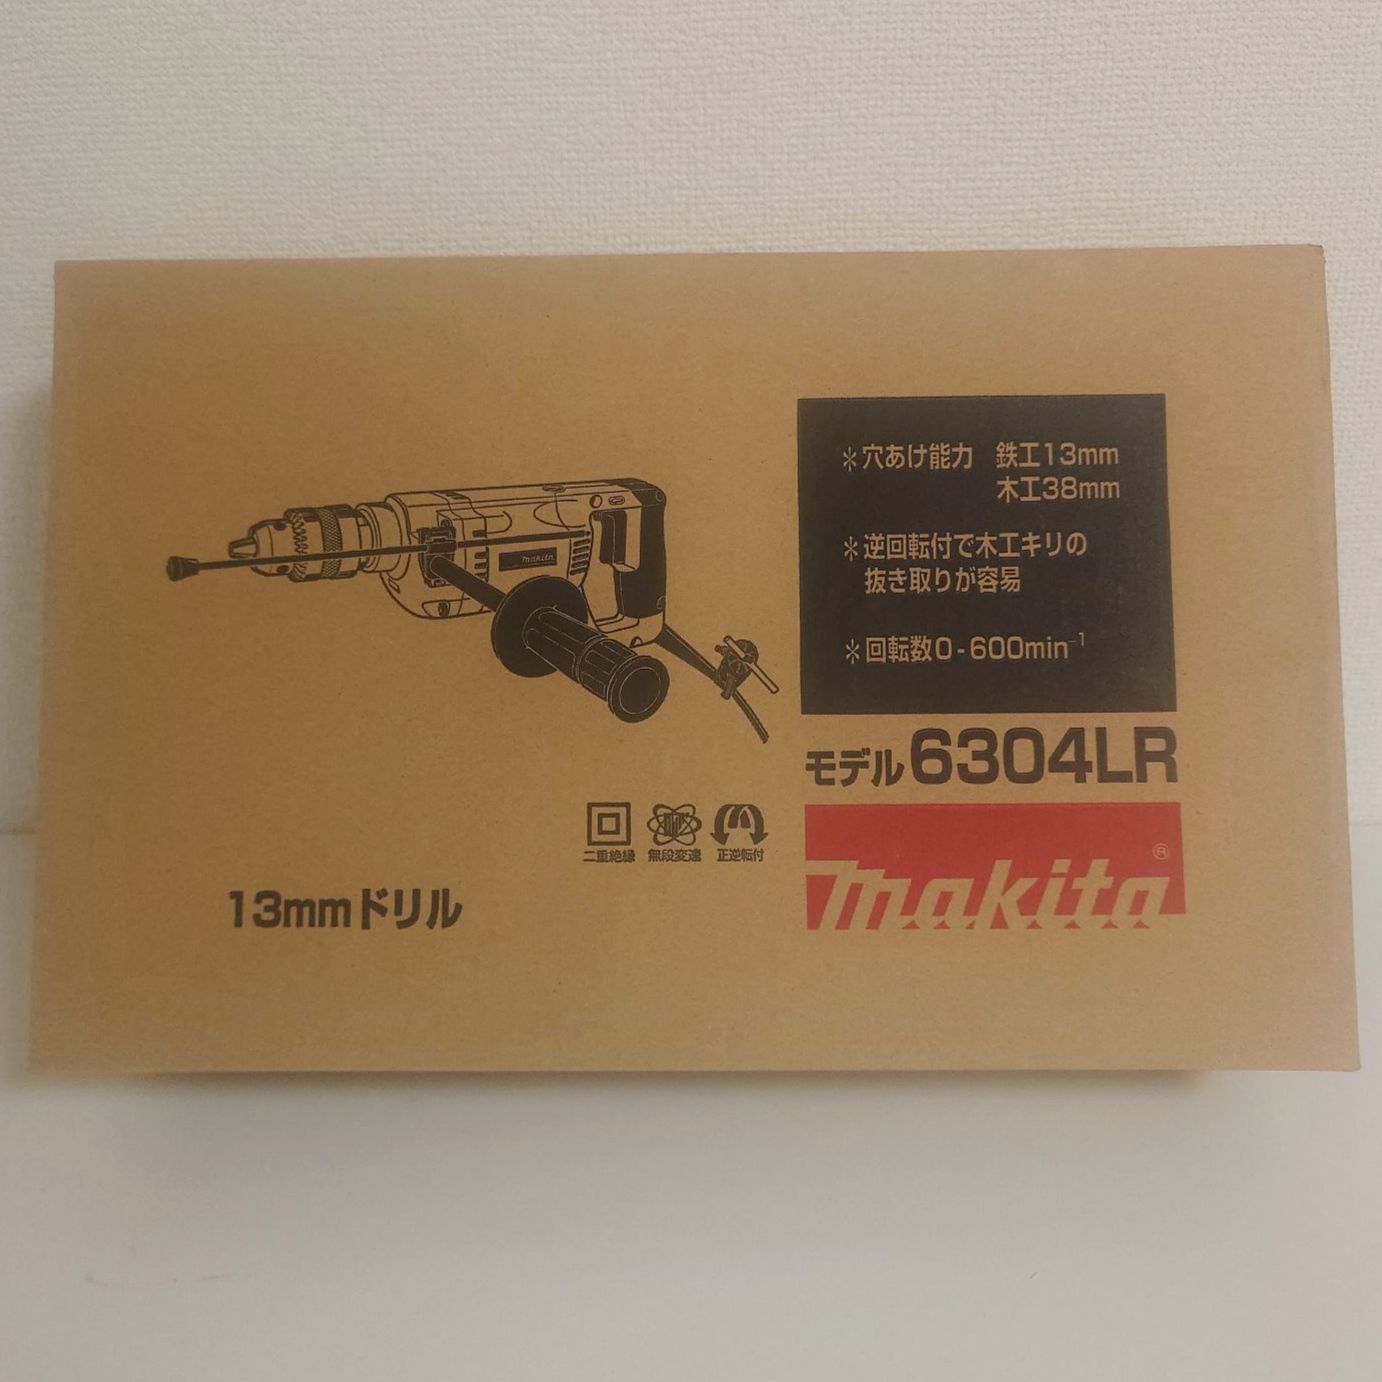 *穴あけ能力 鉄工13mm
木工38mm
*逆回転付で木工キリの
抜き取りが容易
*回転数0-600min⁻¹
makita
モデル6304LR
二重絶縁 無段変速 正逆転付
makita®
13mmドリル